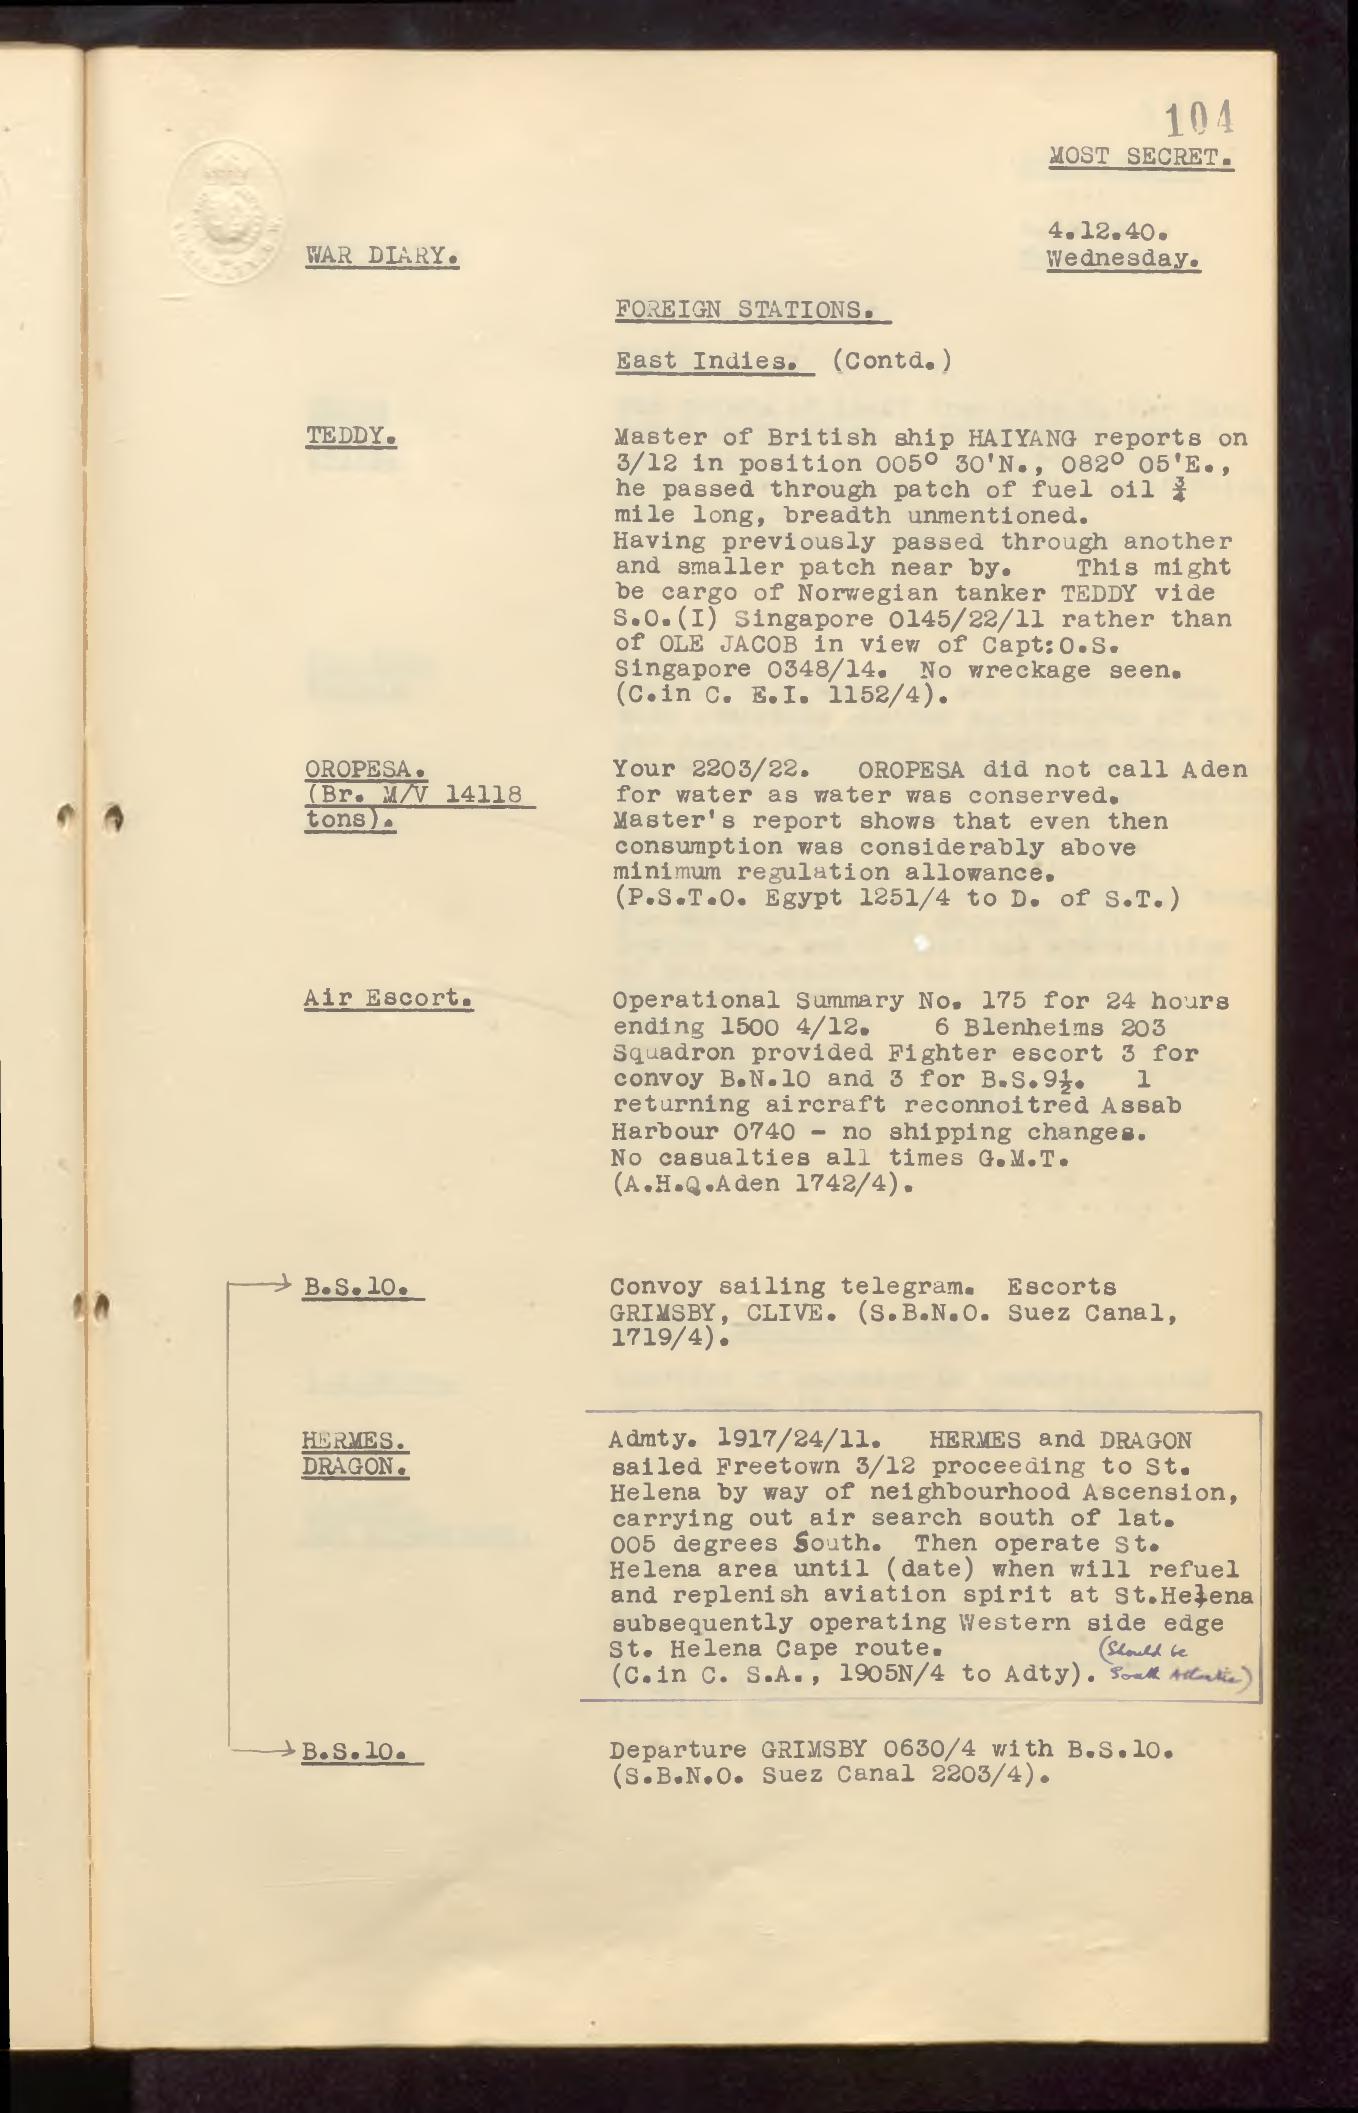 104
MOST SECRET.
4.12.40.
WAR DIARY.
Wednesday.
FOREIGN STATIONS.
East Indies. (Contd.)
TEDDY.
Master of British ship HAIYANG reports on
3/12 in position 005° 30'N., 082° 05'E.,
he passed through patch of fuel oil ¾
mile long, breadth unmentioned.
Having previously passed through another
and smaller patch near by. This might
be cargo of Norwegian tanker TEDDY vide
S.O.(I) Singapore 0145/22/11 rather than
of OLE JACOB in view of Capt:O.S.
Singapore 0348/14. No wreckage seen.
(C.in C. E.I. 1152/4).
OROPESA.
(Br. M/V 14118
tons).
Your 2203/22. OROPESA did not call Aden
for water as water was conserved.
Master's report shows that even then
consumption was considerably above
minimum regulation allowance.
(P.S.T.O. Egypt 1251/4 to D. of S.T.)
Air Escort.
Operational Summary No. 175 for 24 hours
ending 1500 4/12. 6 Blenheims 203
Squadron provided Fighter escort 3 for
convoy B.N.10 and 3 for B.S.9½. 1
returning aircraft reconnoitred Assab
Harbour 0740 - no shipping changes.
No casualties all times G.M.T.
(A.H.Q.Aden 1742/4).
B.S.10.
Convoy sailing telegram. Escorts
GRIMSBY, CLIVE. (S.B.N.O. Suez Canal,
1719/4).
HERMES.
DRAGON.
Admty. 1917/24/11. HERMES and DRAGON
sailed Freetown 3/12 proceeding to St.
Helena by way of neighbourhood Ascension,
carrying out air search south of lat.
005 degrees South. Then operate St.
Helena area until (date) when will refuel
and replenish aviation spirit at St.Helena
subsequently operating Western side edge
St. Helena Cape route.
(Should be
(C.in C. S.A., 1905N/4 to Adty). South Atlantic)
B.S.10.
Departure GRIMSBY 0630/4 with B.S.10.
(S.B.N.O. Suez Canal 2203/4).